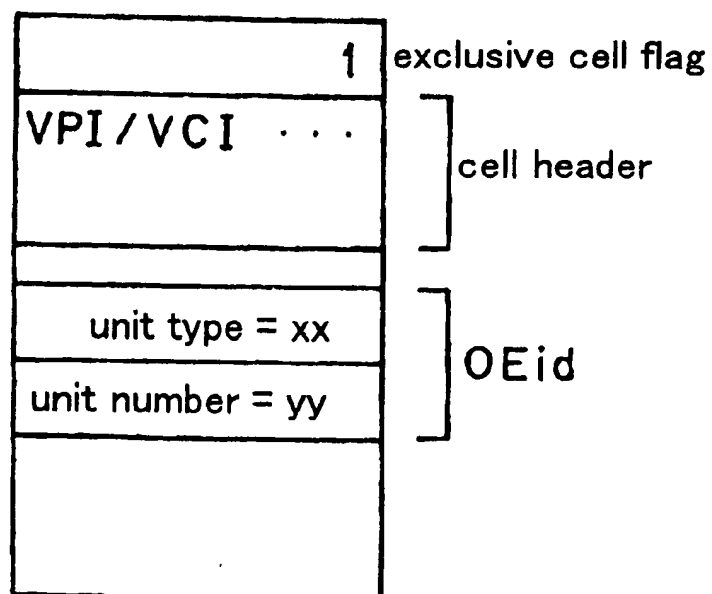 1 exclusive cell flag
VPI/VCI ...
cell header
unit type = xx
OEid
unit number = yy